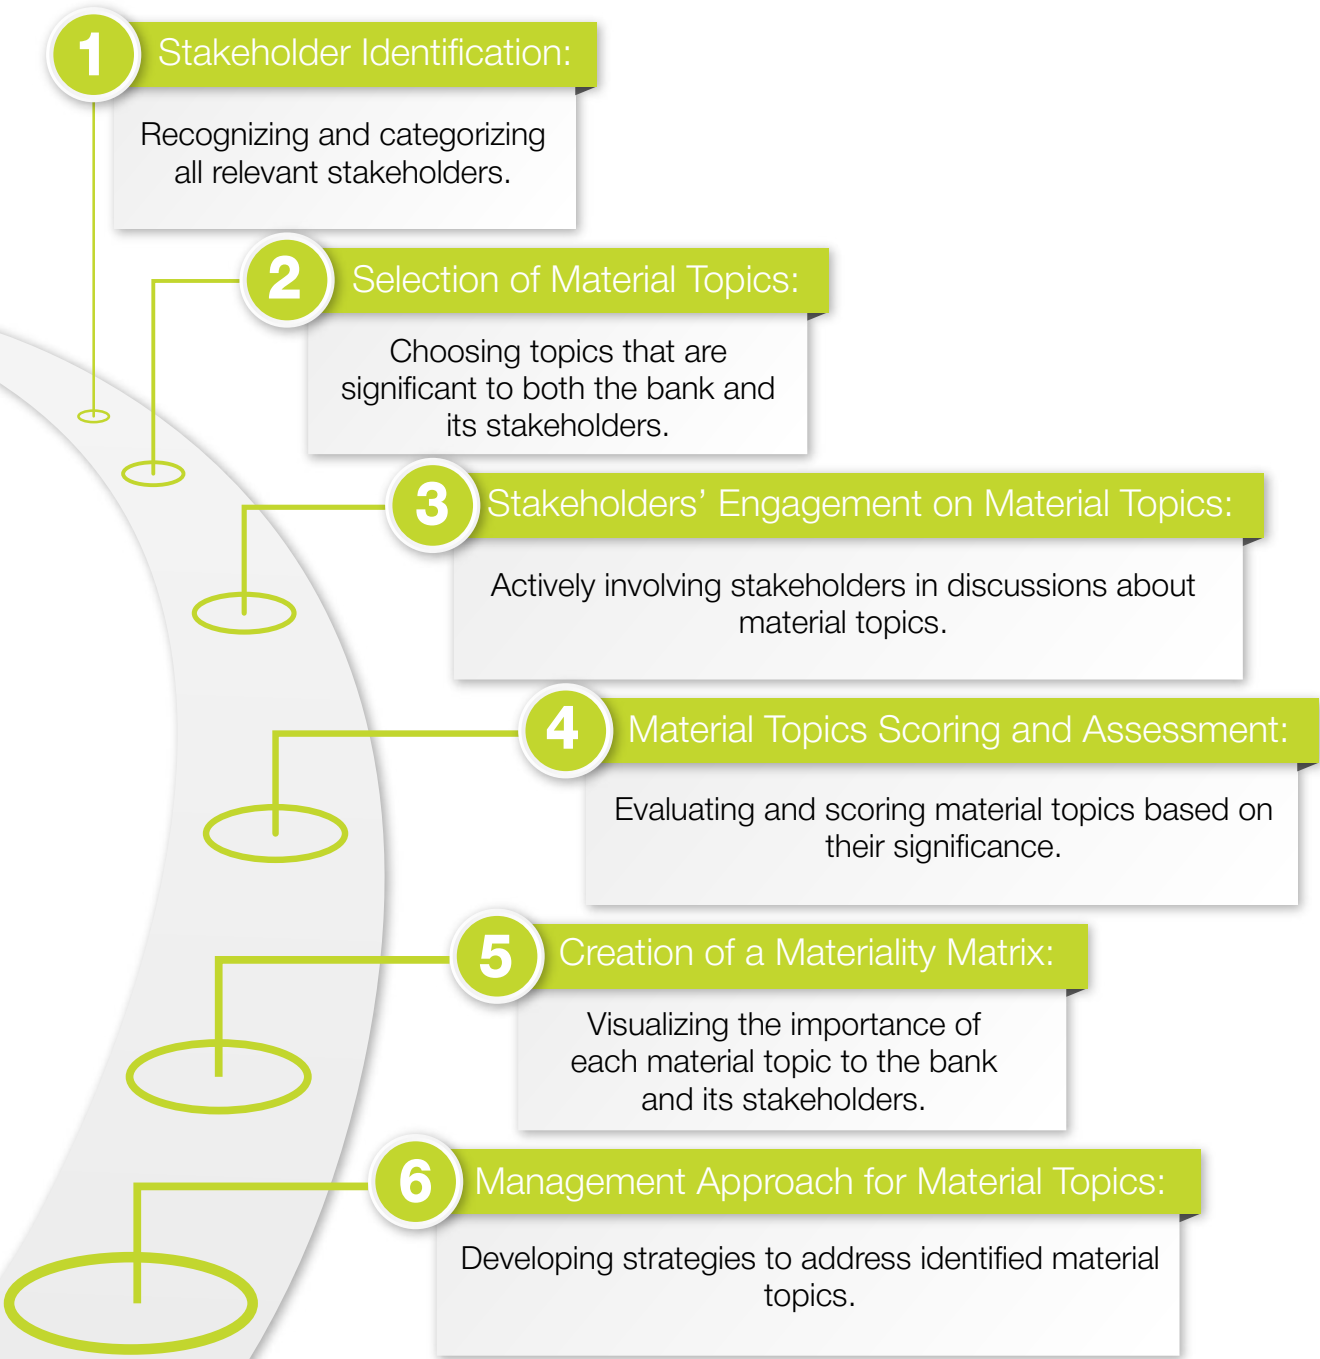 1
Stakeholder Identification:
Recognizing and categorizing
all relevant stakeholders.
2
Selection of Material Topics:
Choosing topics that are
significant to both the bank and
its stakeholders.
3
Stakeholders’ Engagement on Material Topics:
Actively involving stakeholders in discussions about
material topics.
4
Material Topics Scoring and Assessment:
Evaluating and scoring material topics based on
their significance.
5
Creation of a Materiality Matrix:
Visualizing the importance of
each material topic to the bank
and its stakeholders.
6
Management Approach for Material Topics:
Developing strategies to address identified material
topics.